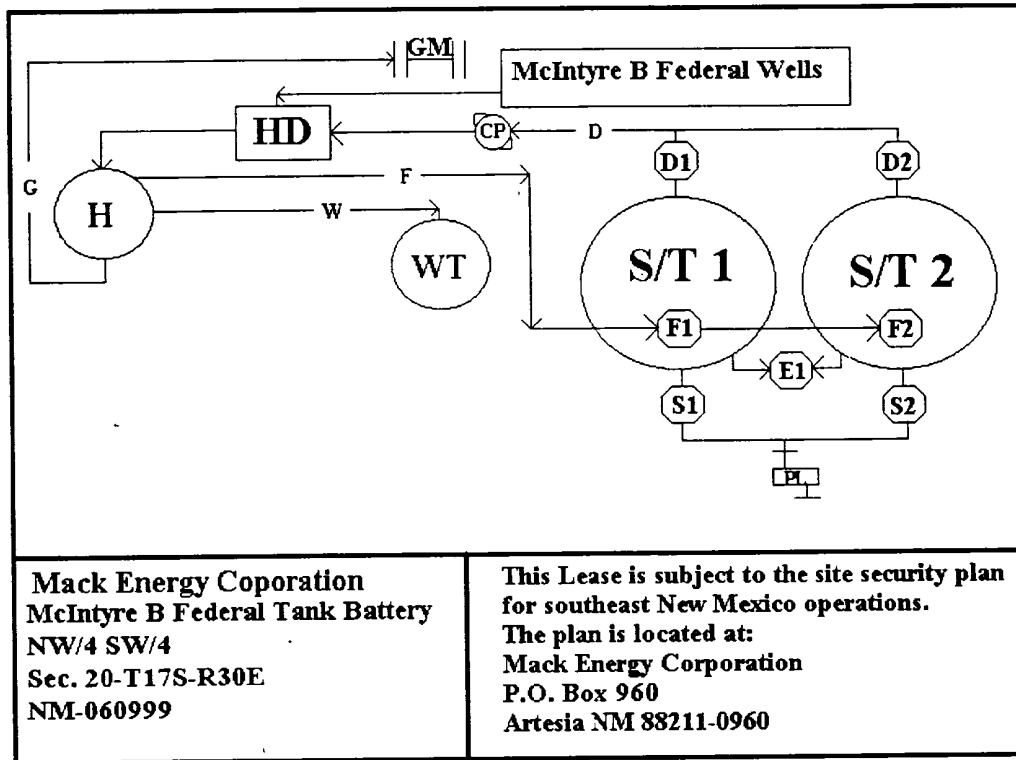 GM
McIntyre B Federal Wells
HD
CP
D
D1
D2
G
F
H
W
WT
S/T 1
S/T 2
F1
F2
E1
S1
S2
PL
Mack Energy Coporation
McIntyre B Federal Tank Battery
NW/4 SW/4
Sec. 20-T17S-R30E
NM-060999
This Lease is subject to the site security plan
for southeast New Mexico operations.
The plan is located at:
Mack Energy Corporation
P.O. Box 960
Artesia NM 88211-0960